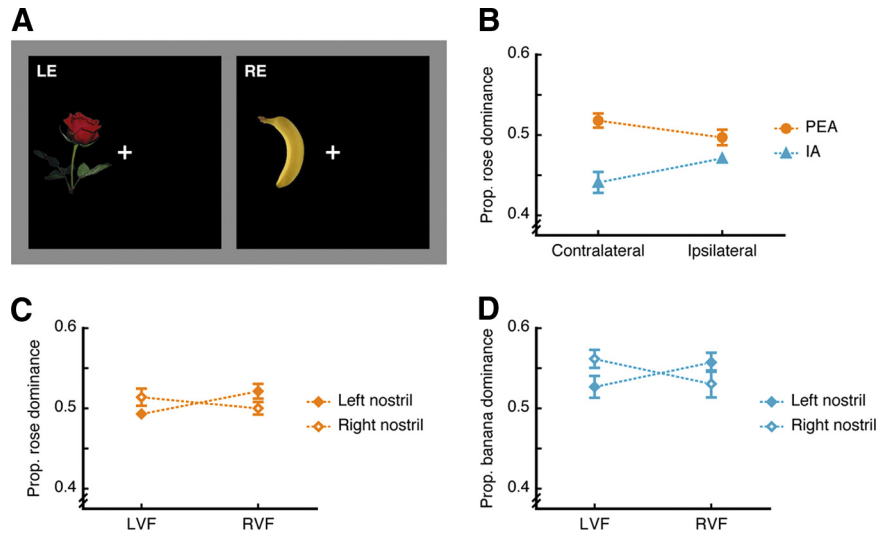 A
LE
RE
B
0.6
0.5
0.4
Prop. rose dominance
Contralateral
Ipsilateral
PEA
IA
C
0.6
0.5
0.4
Prop. rose dominance
LVF
RVF
Left nostril
Right nostril
D
0.6
0.5
0.4
Prop. banana dominance
LVF
RVF
Left nostril
Right nostril